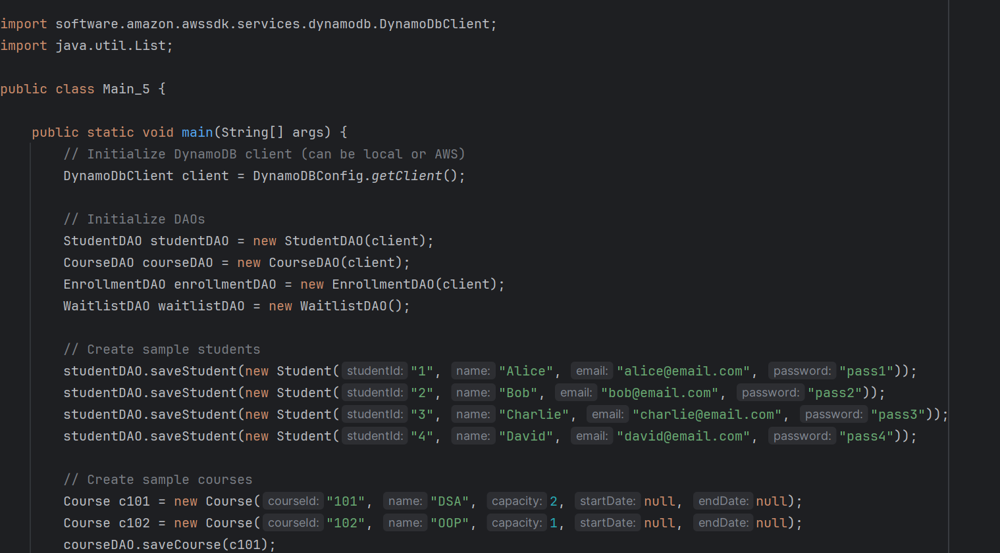 import software.amazon.awssdk.services.dynamodb.DynamoDbClient;
import java.util.List;
public class Main_5 {
public static void main(String[] args) {
// Initialize DynamoDB client (can be local or AWS)
DynamoDbClient client = DynamoDBConfig.getClient();
// Initialize DAOs
StudentDAO studentDAO = new StudentDAO(client);
CourseDAO courseDAO = new CourseDAO(client);
EnrollmentDAO enrollmentDAO = new EnrollmentDAO(client);
WaitlistDAO waitlistDAO = new WaitlistDAO();
// Create sample students
studentDAO.saveStudent(new Student( studentId: "1", name: "Alice", email: "alice@email.com", password: "pass1"));
studentDAO.saveStudent(new Student( studentId: "2", name: "Bob", email: "bob@email.com", password: "pass2"));
studentDAO.saveStudent(new Student( studentId: "3", name: "Charlie", email: "charlie@email.com", password: "pass3"));
studentDAO.saveStudent(new Student( studentId: "4", name: "David", email: "david@email.com", password: "pass4"));
// Create sample courses
Course c101 = new Course( courseId: "101", name: "DSA", capacity: 2, startDate: null, endDate: null);
Course c102 = new Course( courseId: "102", name: "OOP", capacity: 1, startDate: null, endDate: null);
courseDAO.saveCourse(c101);